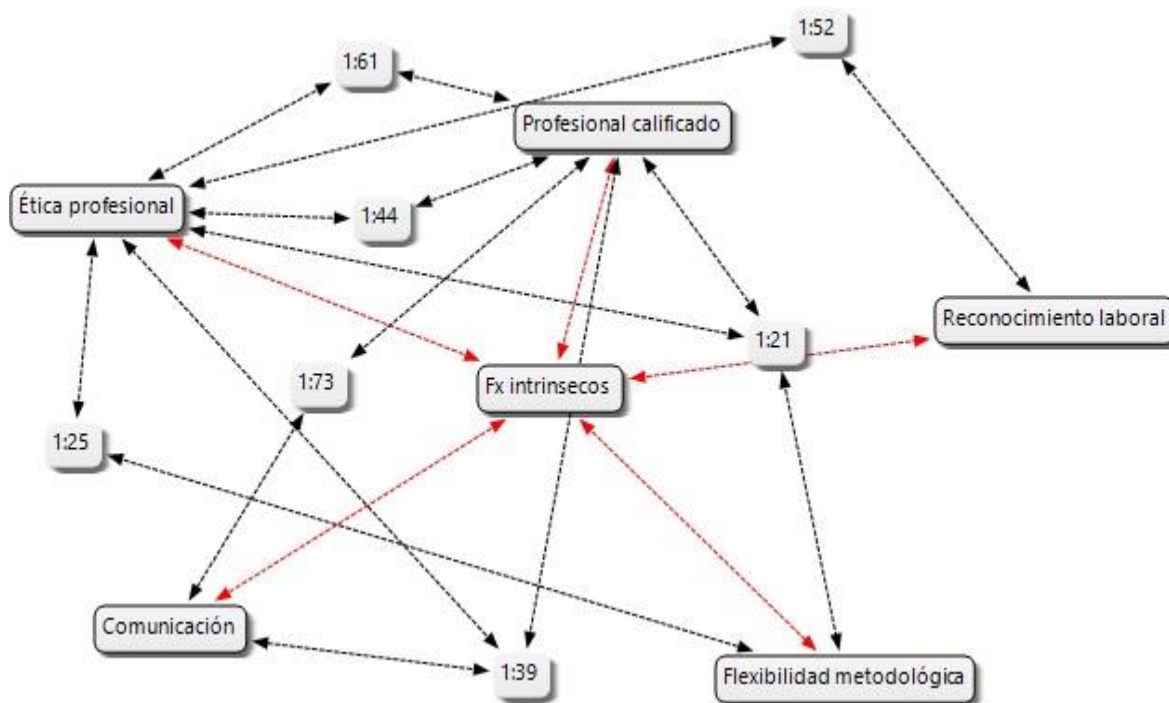 1:52
1:61
Profesional calificado
Ética profesional
1:44
Reconocimiento laboral
1:21
Fx intrinsecos
1:73
1:25
Comunicación
1:39
Flexibilidad metodológica